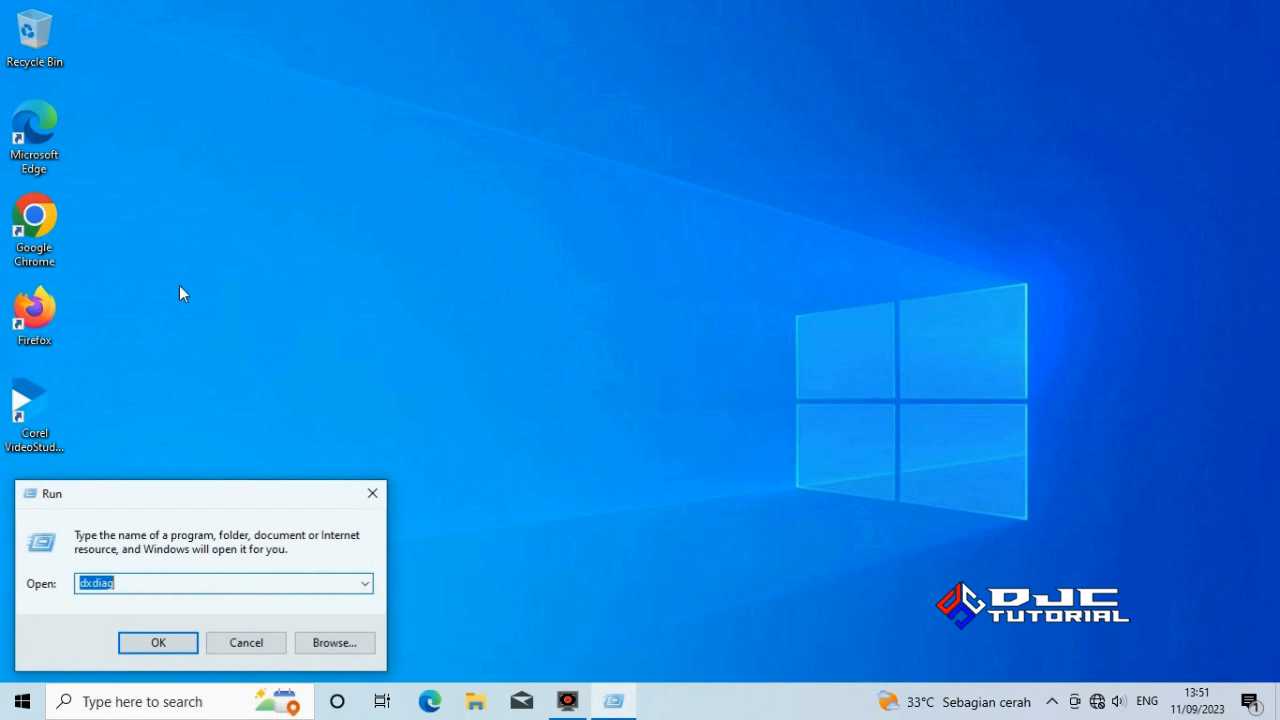 Recycle Bin
Microsoft
Edge
Google
Chrome
Firefox
Corel
VideoStud...
Run
Type the name of a program, folder, document or Internet
resource, and Windows will open it for you.
Open:
dxdiag
OK
Cancel
Browse...
DJC
TUTORIAL
Type here to search
33°C Sebagian cerah
ENG
13:51
11/09/2023
1